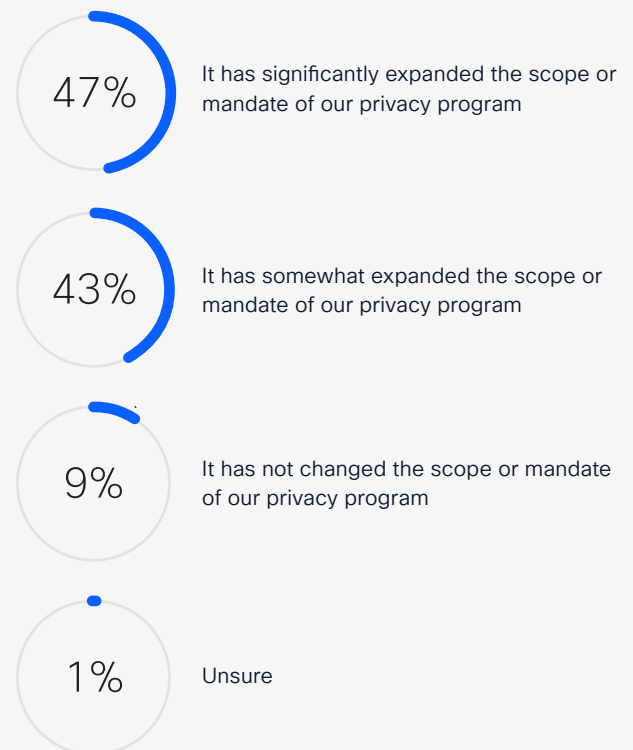 47%
It has significantly expanded the scope or
mandate of our privacy program
43%
It has somewhat expanded the scope or
mandate of our privacy program
9%
It has not changed the scope or mandate
of our privacy program
1%
Unsure